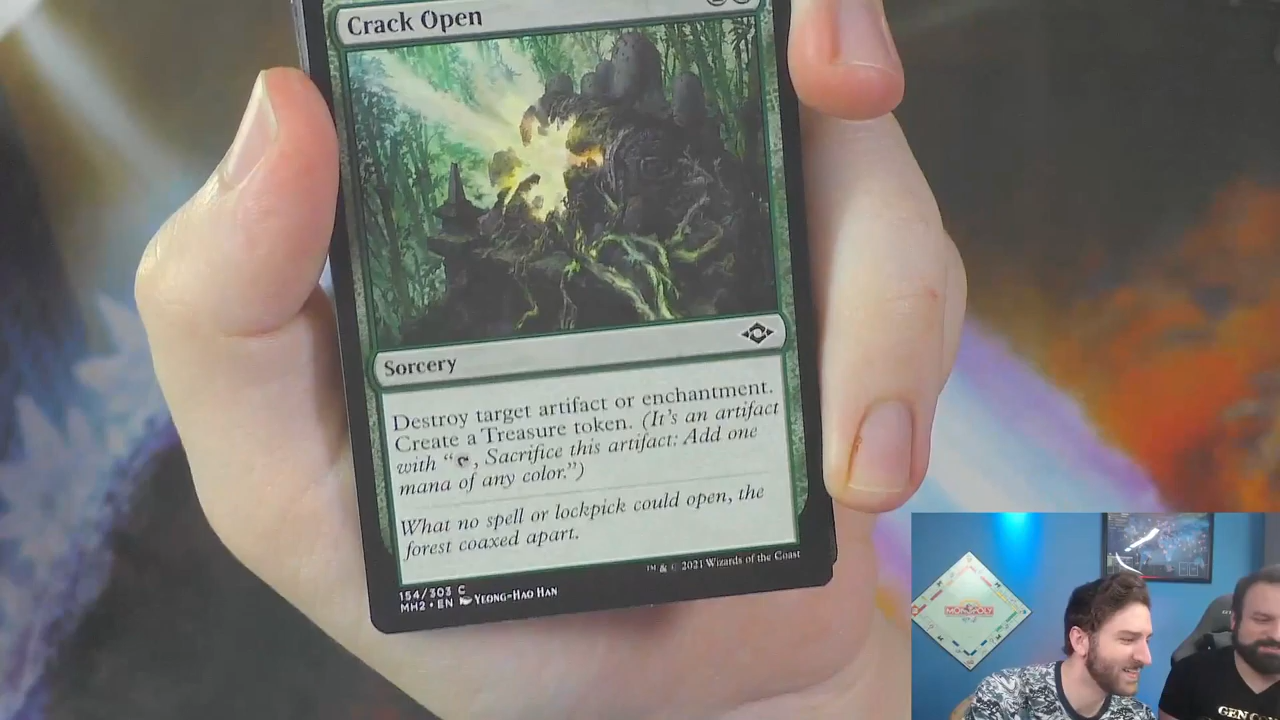 Crack Open
Sorcery
Destroy target artifact or enchantment.
Create a Treasure token. (It's an artifact
with “ , Sacrifice this artifact: Add one
mana of any color.”)
What no spell or lockpick could open, the
forest coaxed apart.
™ & © 2021 Wizards of the Coast
154/303 C
MH2 • EN Yeong-Hao Han
MONOPOLY
GEN CO